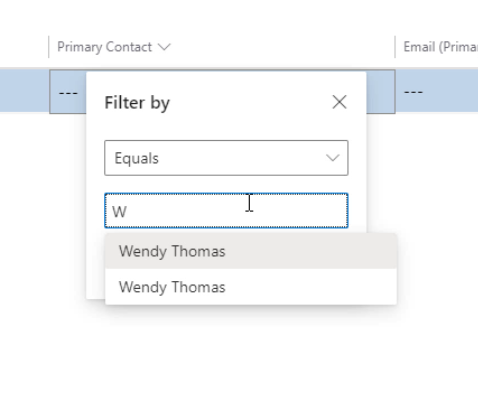 Primary Contact
Email (Prima
---
---
Filter by
Equals
W
Wendy Thomas
Wendy Thomas